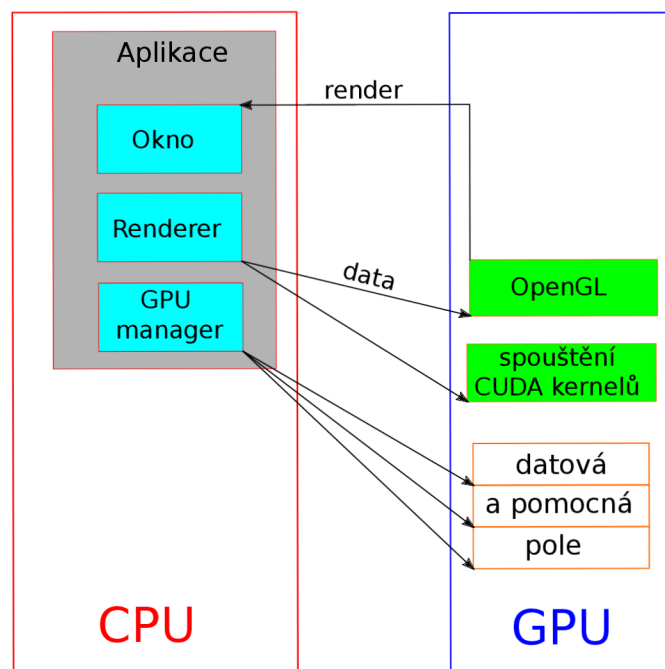 Aplikace
Okno
Renderer
GPU
manager
render
data
OpenGL
spouštění
CUDA kernelů
datová
a pomocná
pole
CPU
GPU